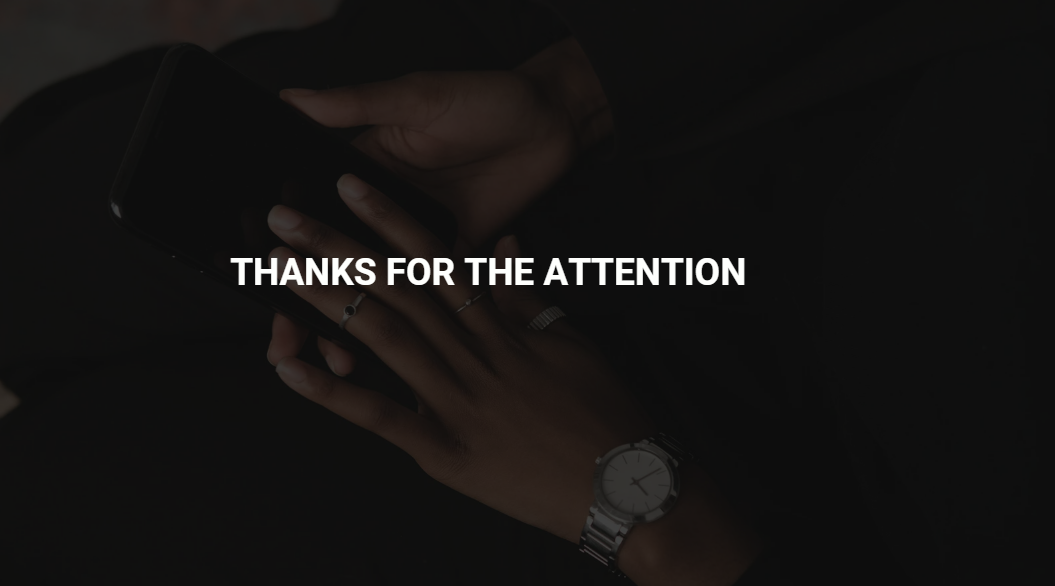 THANKS FOR THE ATTENTION